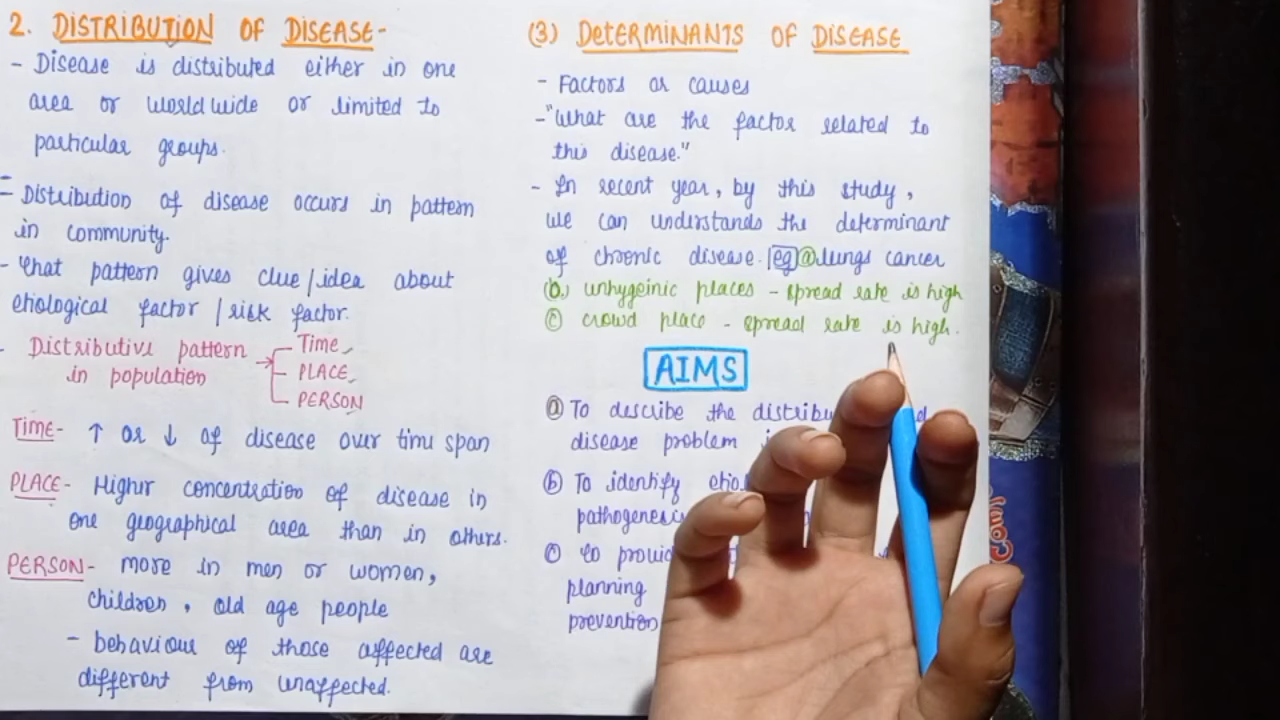 2. DISTRIBUTION OF DISEASE-
- Disease is distributed either in one
area or world wide or limited to
particular groups.
= Distribution of disease occurs in pattern
in community.
- That pattern gives clue/idea about
etiological factor / risk factor.
- Distributive pattern in population → Time, PLACE, PERSON
TIME- ↑ or ↓ of disease over time span
PLACE- Higher concentration of disease in
one geographical area than in others.
PERSON- more in men or women,
children, old age people
- behaviour of those affected are
different from unaffected.
(3) DETERMINANTS OF DISEASE
- Factors or causes
- "What are the factor related to
this disease."
- In recent year, by this study,
we can understands the determinant
of chronic disease. eg ⓐ lungs cancer
ⓑ unhygeinic places - spread rate is high
ⓒ crowd place - spread rate is high.
AIMS
ⓐ To describe the
disease problem
ⓑ To identify
ⓒ to
planning
prevention